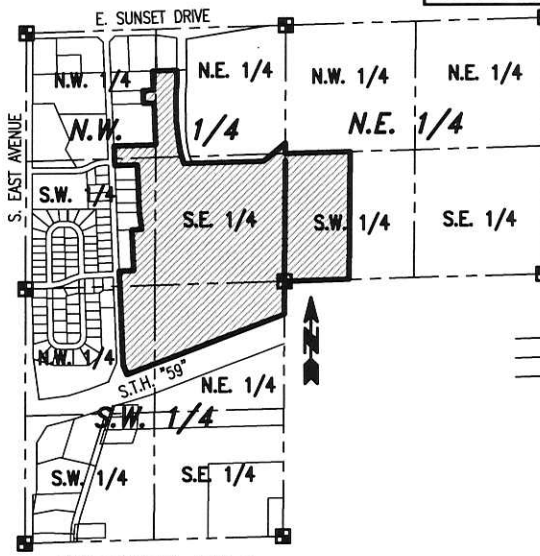 E. SUNSET DRIVE
S. EAST AVENUE
N.W. 1/4
N.E. 1/4
N.W. 1/4
N.E. 1/4
N.W. 1/4
N.E. 1/4
S.W. 1/4
S.E. 1/4
S.W. 1/4
S.E. 1/4
N
N.W. 1/4
S.T.H. "59"
N.E. 1/4
S.W. 1/4
S.W. 1/4
S.E. 1/4